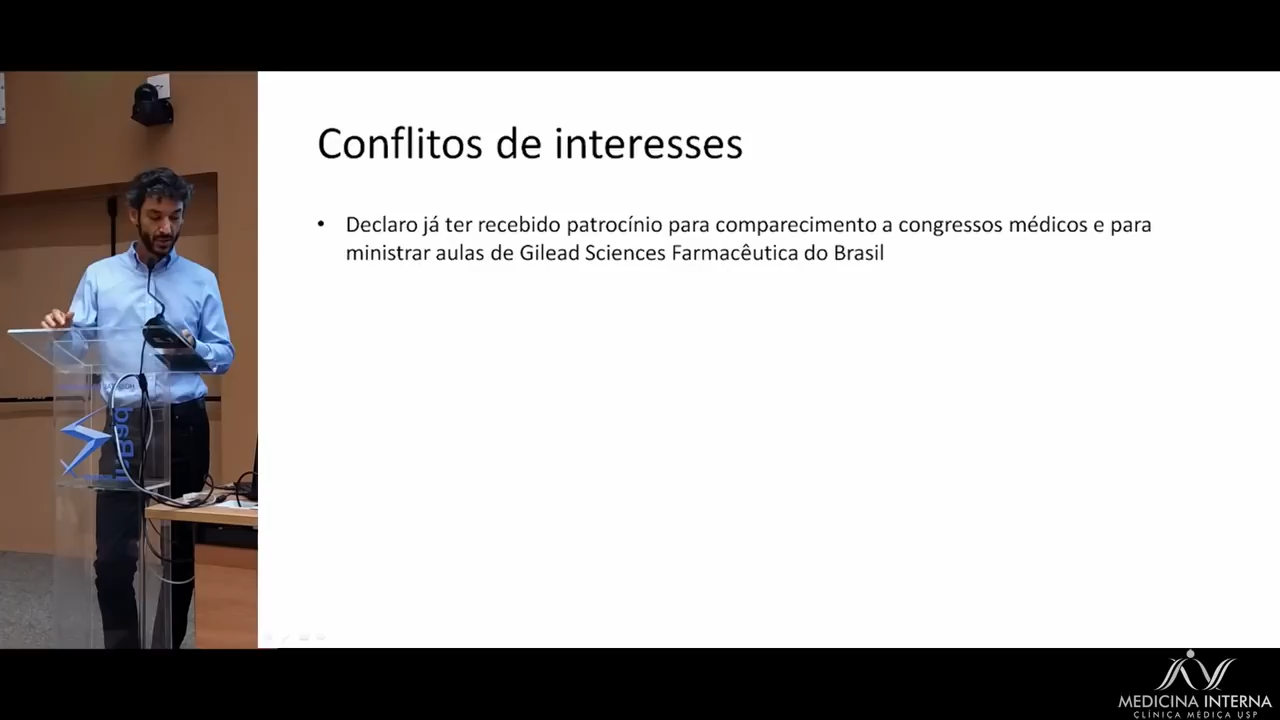 Conflitos de interesses
• Declaro já ter recebido patrocínio para comparecimento a congressos médicos e para
ministrar aulas de Gilead Sciences Farmacêutica do Brasil
MEDICINA INTERNA
CLÍNICA MÉDICA USP